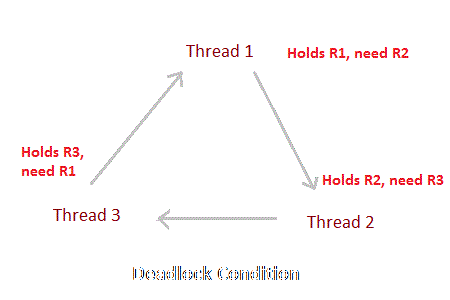 Thread 1
Holds R1, need R2
Holds R3,
need R1
Holds R2, need R3
Thread 3
Thread 2
Deadlock Condition